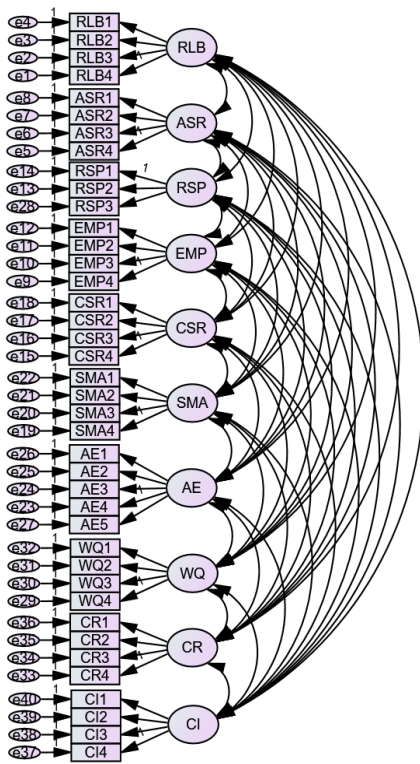 e4 1 RLB1
e3 RLB2 RLB
e2 RLB3
e1 RLB4
e8 1 ASR1
e7 ASR2 ASR
e6 ASR3
e5 ASR4
e14 1 RSP1 1
e13 RSP2 RSP
e28 RSP3
e12 1 EMP1
e11 EMP2 EMP
e10 EMP3
e9 EMP4
e18 1 CSR1
e17 CSR2 CSR
e16 CSR3
e15 CSR4
e22 1 SMA1
e21 SMA2 SMA
e20 SMA3
e19 SMA4
e26 1 AE1
e25 AE2
e24 AE3 AE
e23 AE4
e27 AE5
e32 1 WQ1
e31 WQ2 WQ
e30 WQ3
e29 WQ4
e36 1 CR1
e35 CR2 CR
e34 CR3
e33 CR4
e40 1 CI1
e39 CI2 CI
e38 CI3
e37 CI4